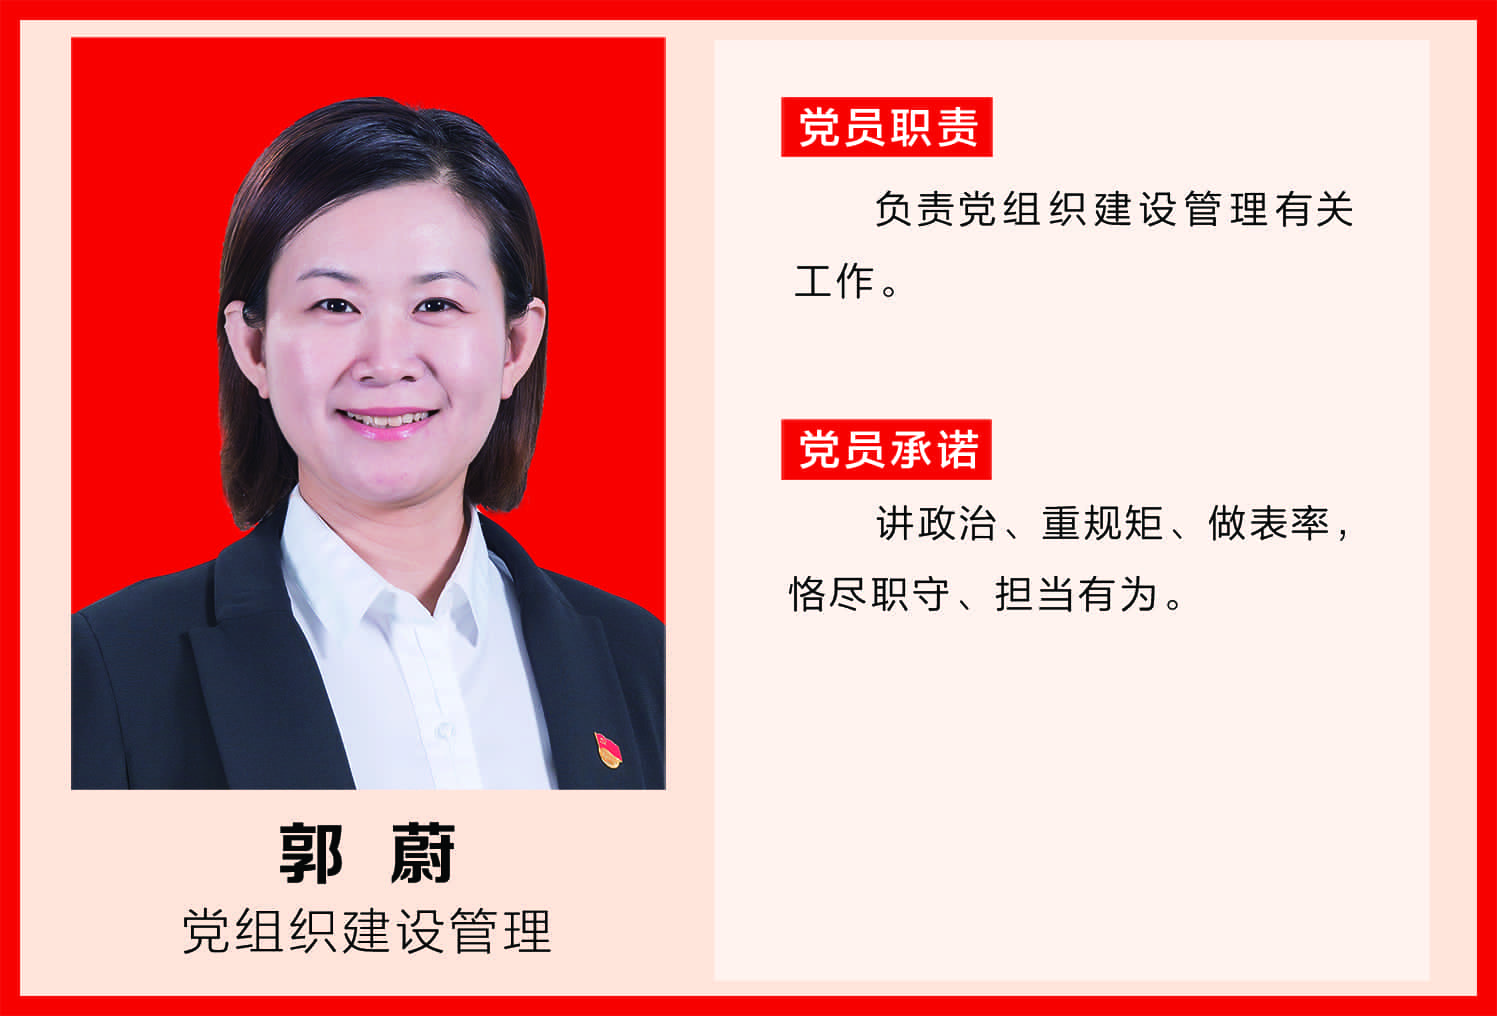 郭 蔚
党组织建设管理
党员职责
负责党组织建设管理有关
工作。
党员承诺
讲政治、重规矩、做表率，
恪尽职守、担当有为。